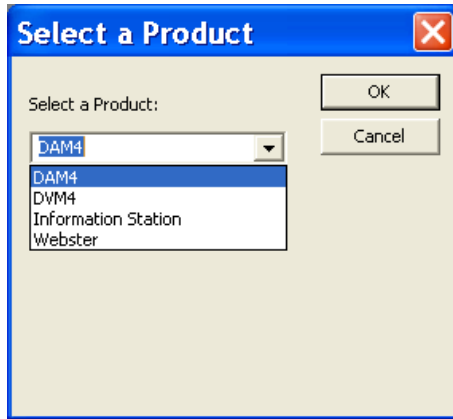 Select a Product
Select a Product:
OK
Cancel
DAM4
DAM4
DVM4
Information Station
Webster